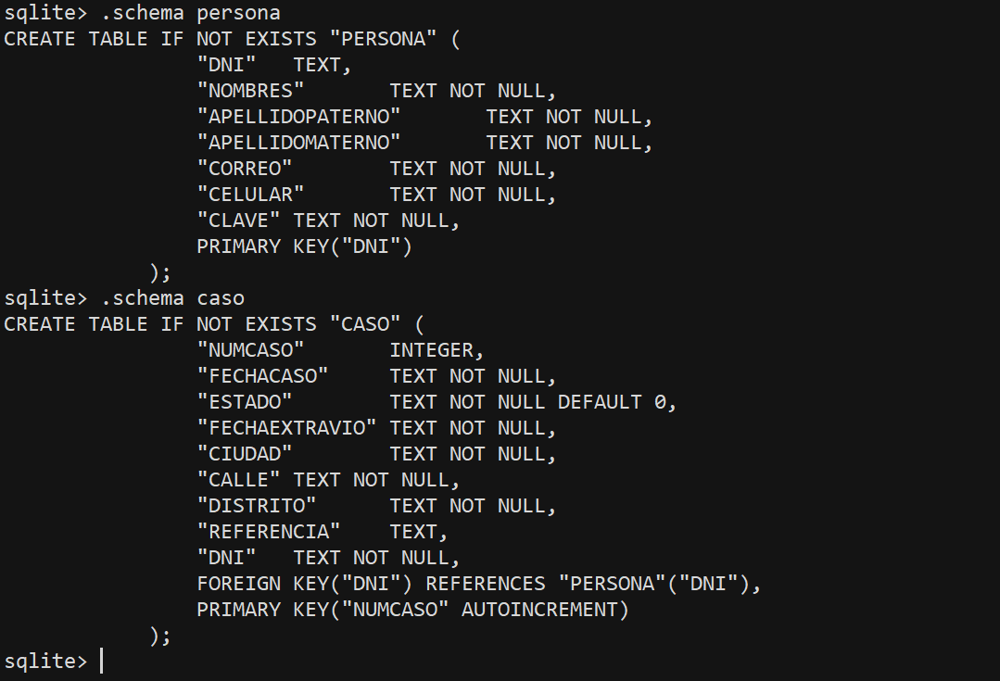 sqlite> .schema persona
CREATE TABLE IF NOT EXISTS "PERSONA" (
"DNI" TEXT,
"NOMBRES" TEXT NOT NULL,
"APELLIDOPATERNO" TEXT NOT NULL,
"APELLIDOMATERNO" TEXT NOT NULL,
"CORREO" TEXT NOT NULL,
"CELULAR" TEXT NOT NULL,
"CLAVE" TEXT NOT NULL,
PRIMARY KEY("DNI")
);
sqlite> .schema caso
CREATE TABLE IF NOT EXISTS "CASO" (
"NUMCASO" INTEGER,
"FECHACASO" TEXT NOT NULL,
"ESTADO" TEXT NOT NULL DEFAULT 0,
"FECHAEXTRAVIO" TEXT NOT NULL,
"CIUDAD" TEXT NOT NULL,
"CALLE" TEXT NOT NULL,
"DISTRITO" TEXT NOT NULL,
"REFERENCIA" TEXT,
"DNI" TEXT NOT NULL,
FOREIGN KEY("DNI") REFERENCES "PERSONA"("DNI"),
PRIMARY KEY("NUMCASO" AUTOINCREMENT)
);
sqlite>